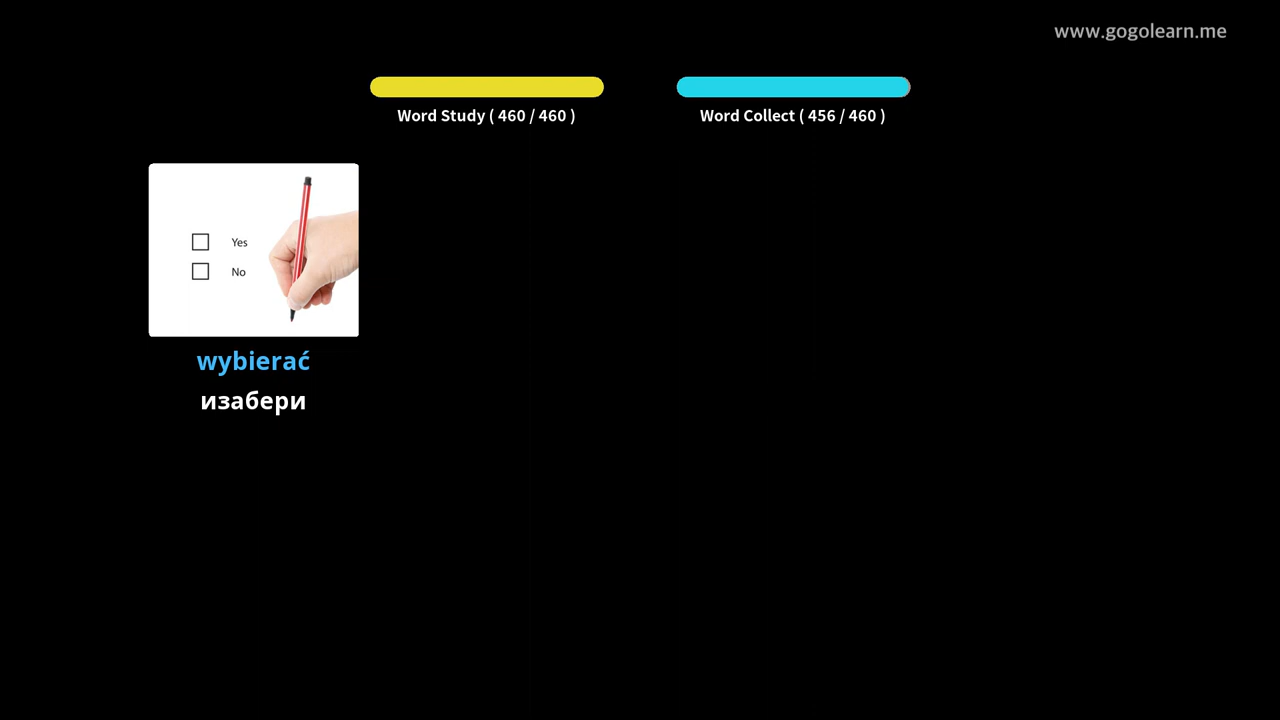 www.gogolearn.me
Word Study ( 460 / 460 )
Word Collect ( 456 / 460 )
Yes
No
wybierać
изабери